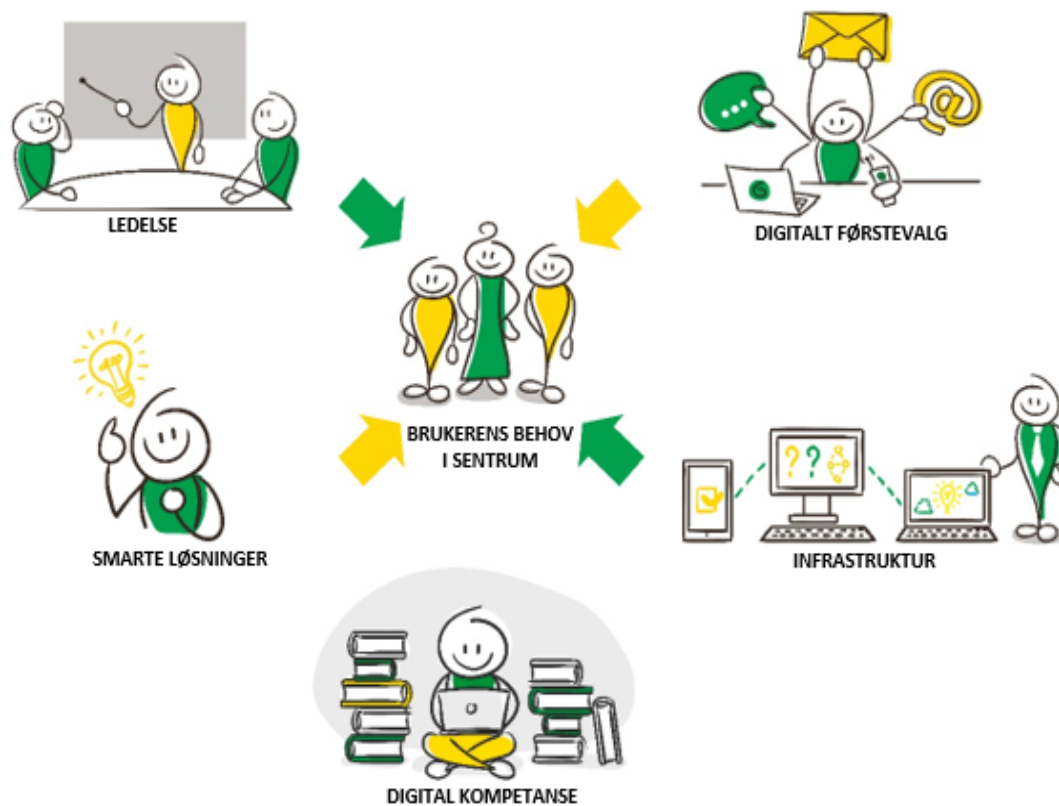 LEDELSE
DIGITALT FØRSTEVALG
BRUKERENS BEHOV
I SENTRUM
SMARTE LØSNINGER
INFRASTRUKTUR
DIGITAL KOMPETANSE